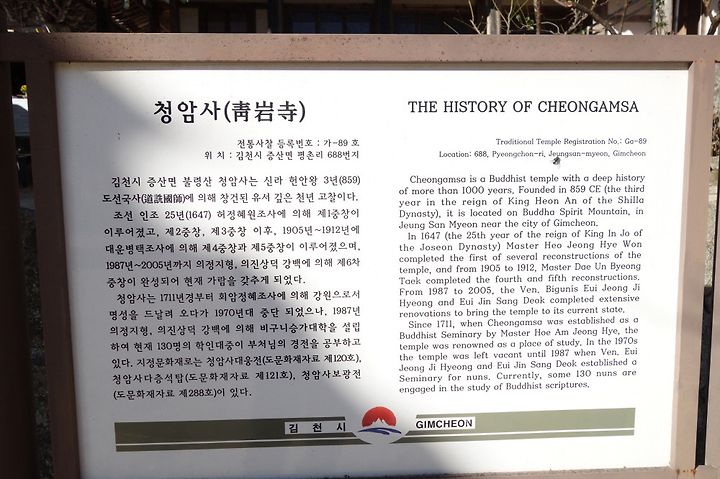 청암사(靑岩寺)
전통사찰 등록번호 : 가-89 호
위 치 : 김천시 증산면 평촌리 688번지
김천시 증산면 불령산 청암사는 신라 헌안왕 3년(859)
도선국사(道詵國師)에 의해 창건된 유서 깊은 천년 고찰이다.
조선 인조 25년(1647) 허정혜원조사에 의해 제1중창이
이루어졌고, 제2중창, 제3중창 이후, 1905년~1912년에
대운병택조사에 의해 제4중창과 제5중창이 이루어졌으며,
1987년~2005년까지 의정지형, 의진상덕 강백에 의해 제6차
중창이 완성되어 현재 가람을 갖추게 되었다.
청암사는 1711년경부터 회암정혜조사에 의해 강원으로서
명성을 드날려 오다가 1970년대 중단 되었으나, 1987년
의정지형, 의진상덕 강백에 의해 비구니승가대학을 설립
하여 현재 130명의 학인대중이 부처님의 경전을 공부하고
있다. 지정문화재로는 청암사대웅전(도문화재자료 제120호),
청암사다층석탑(도문화재자료 제121호), 청암사보광전
(도문화재자료 제288호)이 있다.
THE HISTORY OF CHEONGAMSA
Traditional Temple Registration No.: Ga-89
Location: 688, Pyeongchon-ri, Jeungsan-myeon, Gimcheon
Cheongamsa is a Buddhist temple with a deep history
of more than 1000 years, Founded in 859 CE (the third
year in the reign of King Heon An of the Shilla
Dynasty), it is located on Buddha Spirit Mountain, in
Jeung San Myeon near the city of Gimcheon.
In 1647 (the 25th year of the reign of King In Jo of
the Joseon Dynasty) Master Heo Jeong Hye Won
completed the first of several reconstructions of the
temple, and from 1905 to 1912, Master Dae Un Byeong
Taek completed the fourth and fifth reconstructions.
From 1987 to 2005, the Ven. Bigunis Eui Jeong Ji
Hyeong and Eui Jin Sang Deok completed extensive
renovations to bring the temple to its current state.
Since 1711, when Cheongamsa was established as a
Buddhist Seminary by Master Hoe Am Jeong Hye, the
temple was renowned as a place of study. In the 1970s
the temple was left vacant until 1987 when Ven. Eui
Jeong Ji Hyeong and Eui Jin Sang Deok established a
Seminary for nuns. Currently, some 130 nuns are
engaged in the study of Buddhist scriptures.
김 천 시
GIMCHEON